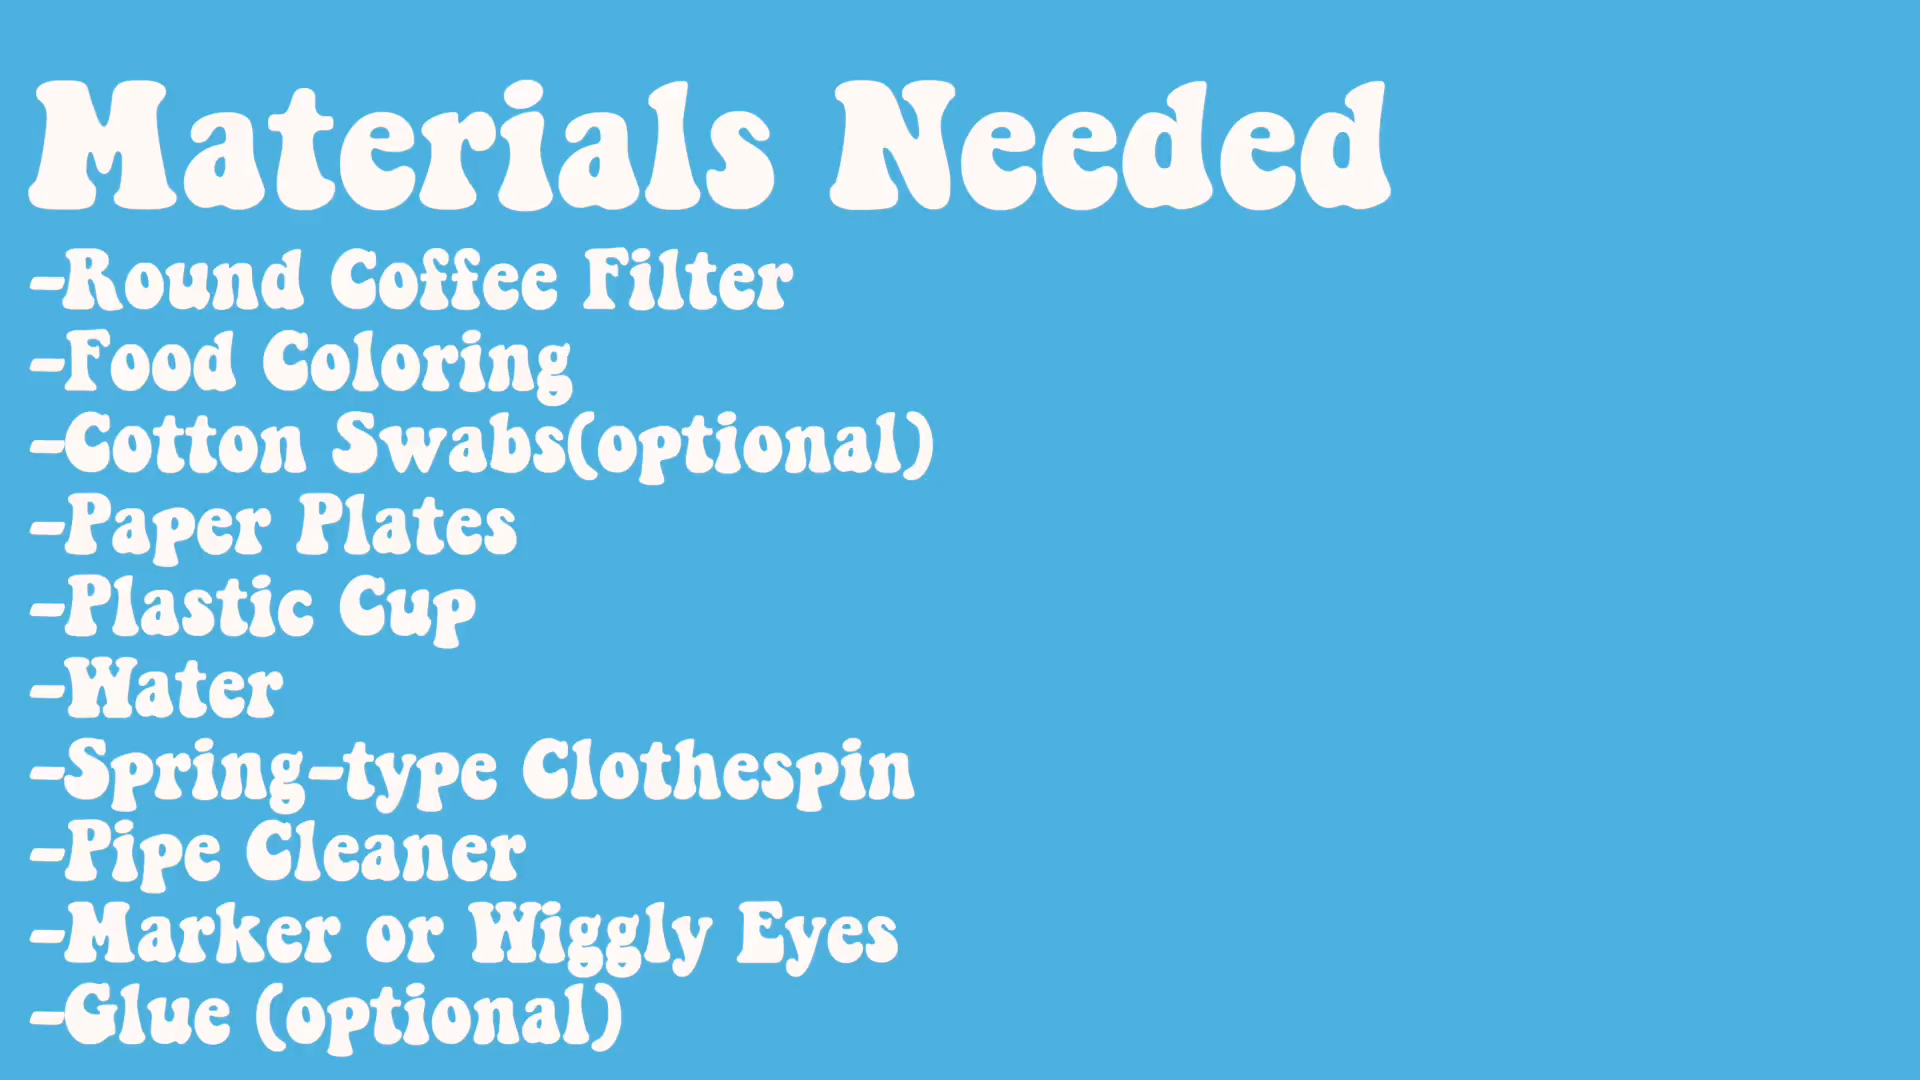 Materials Needed
-Round Coffee Filter
-Food Coloring
-Cotton Swabs(optional)
-Paper Plates
-Plastic Cup
-Water
-Spring-type Clothespin
-Pipe Cleaner
-Marker or Wiggly Eyes
-Glue (optional)